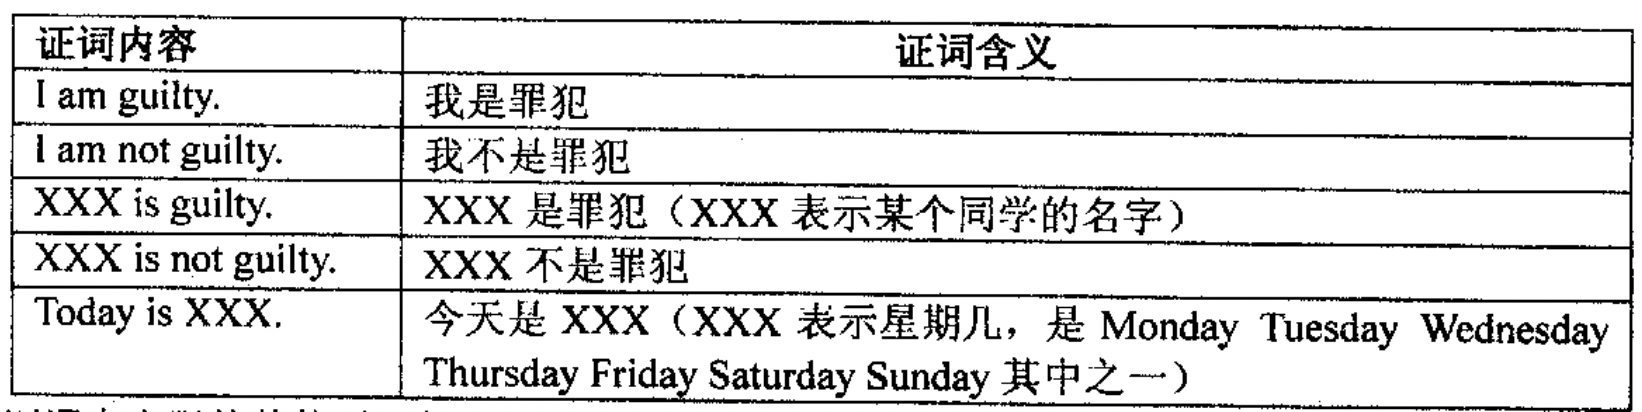 证词内容 证词含义
I am guilty. 我是罪犯
I am not guilty. 我不是罪犯
XXX is guilty. XXX 是罪犯（XXX 表示某个同学的名字）
XXX is not guilty. XXX 不是罪犯
Today is XXX. 今天是 XXX（XXX 表示星期几，是 Monday Tuesday Wednesday
Thursday Friday Saturday Sunday 其中之一）